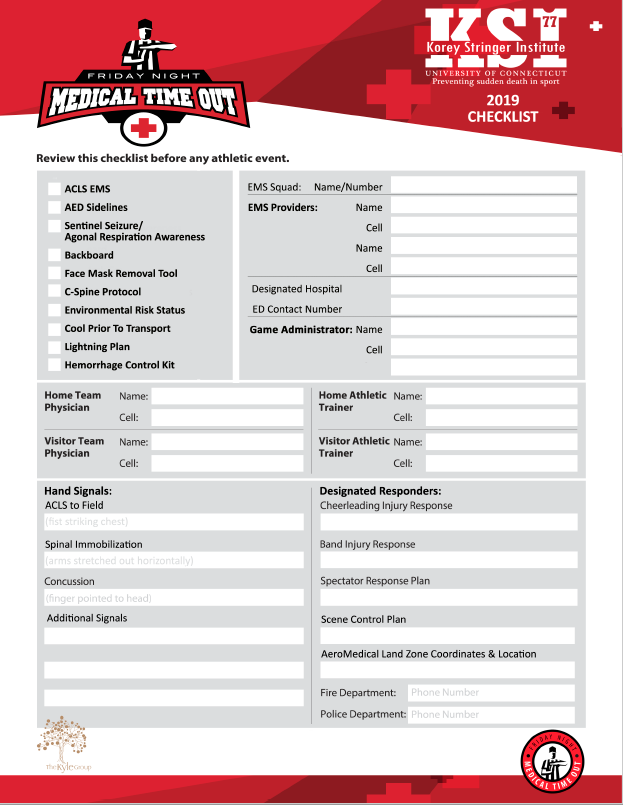 FRIDAY NIGHT
MEDICAL TIME OUT
KSI
77
Korey Stringer Institute
UNIVERSITY OF CONNECTICUT
Preventing sudden death in sport
2019
CHECKLIST
Review this checklist before any athletic event.
ACLS EMS
AED Sidelines
Sentinel Seizure/
Agonal Respiration Awareness
Backboard
Face Mask Removal Tool
C-Spine Protocol
Environmental Risk Status
Cool Prior To Transport
Lightning Plan
Hemorrhage Control Kit
EMS Squad: Name/Number
EMS Providers: Name
Cell
Name
Cell
Designated Hospital
ED Contact Number
Game Administrator: Name
Cell
Home Team Name:
Physician
Cell:
Visitor Team Name:
Physician
Cell:
Home Athletic Name:
Trainer
Cell:
Visitor Athletic Name:
Trainer
Cell:
Hand Signals:
ACLS to Field
(fist striking chest)
Spinal Immobilization
(arms stretched out horizontally)
Concussion
(finger pointed to head)
Additional Signals
Designated Responders:
Cheerleading Injury Response
Band Injury Response
Spectator Response Plan
Scene Control Plan
AeroMedical Land Zone Coordinates & Location
Fire Department: Phone Number
Police Department: Phone Number
The Kyle Group
FRIDAY NIGHT
MEDICAL TIME OUT